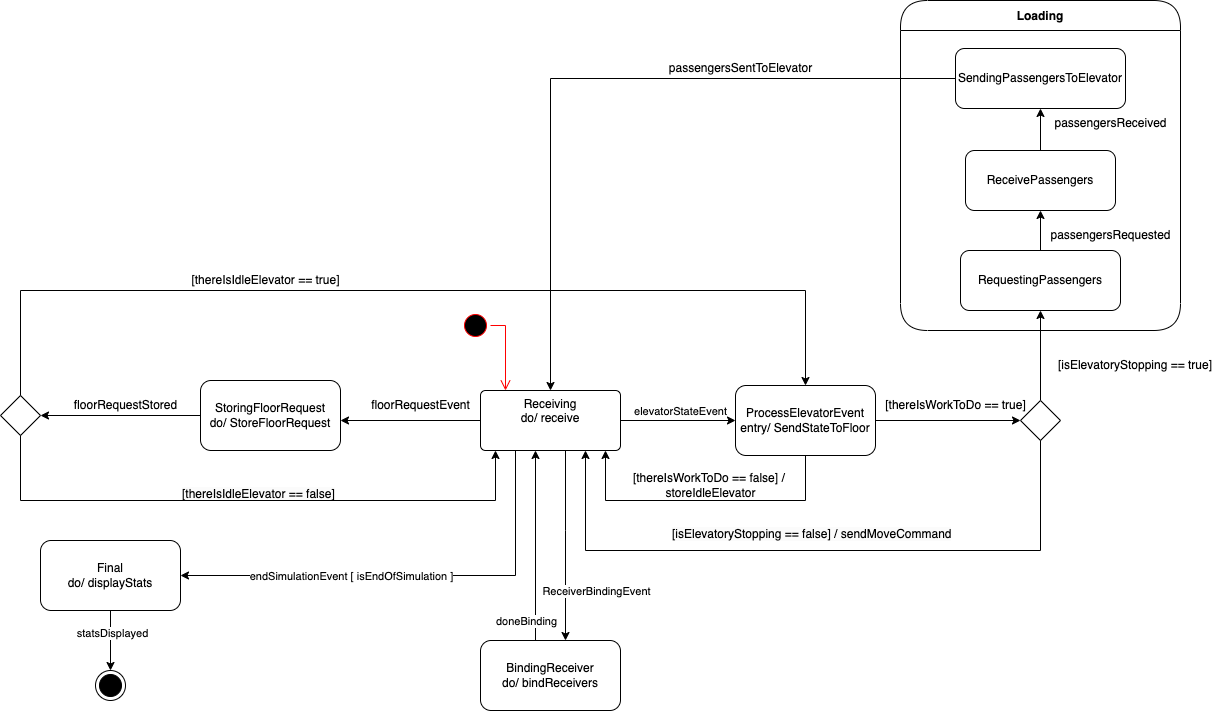 Loading
passengersSentToElevator
SendingPassengersToElevator
passengersReceived
ReceivePassengers
passengersRequested
RequestingPassengers
[thereIsIdleElevator == true]
[isElevatoryStopping == true]
floorRequestStored
StoringFloorRequest
do/ StoreFloorRequest
floorRequestEvent
Receiving
do/ receive
elevatorStateEvent
ProcessElevatorEvent
entry/ SendStateToFloor
[thereIsWorkToDo == true]
[thereIsWorkToDo == false] /
storeIdleElevator
[thereIsIdleElevator == false]
[isElevatoryStopping == false] / sendMoveCommand
Final
do/ displayStats
endSimulationEvent [ isEndOfSimulation ]
ReceiverBindingEvent
doneBinding
statsDisplayed
BindingReceiver
do/ bindReceivers